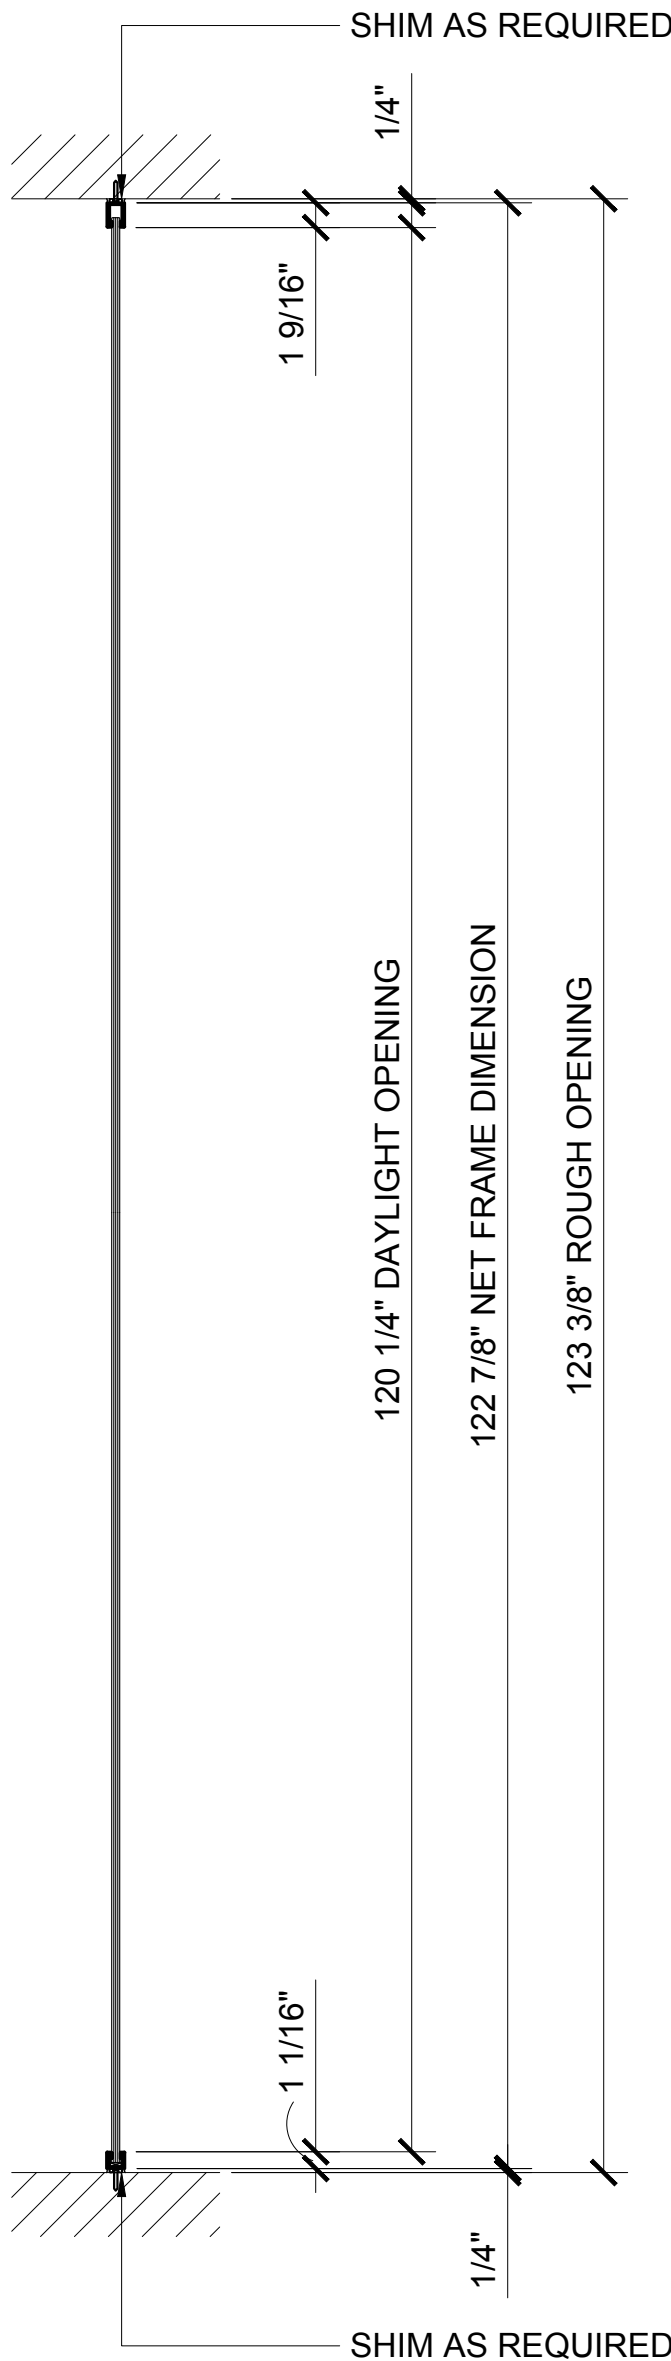 SHIM AS REQUIRED
1/4"
1 9/16"
120 1/4" DAYLIGHT OPENING
122 7/8" NET FRAME DIMENSION
123 3/8" ROUGH OPENING
1 1/16"
1/4"
SHIM AS REQUIRED